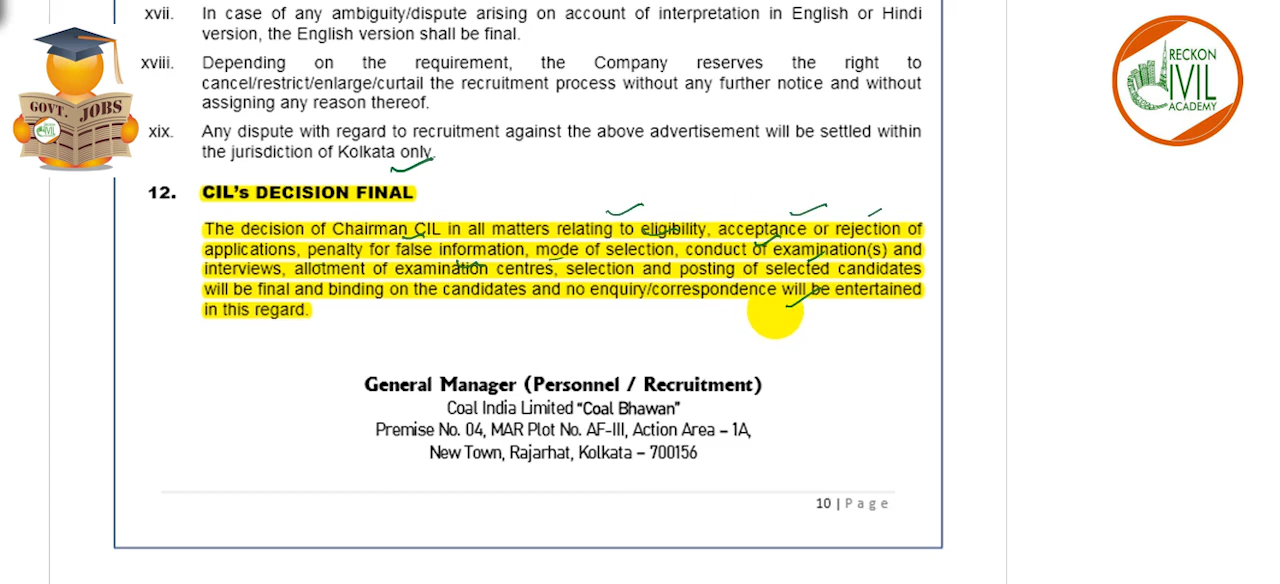 xvii. In case of any ambiguity/dispute arising on account of interpretation in English or Hindi
version, the English version shall be final.
xviii. Depending on the requirement, the Company reserves the right to
cancel/restrict/enlarge/curtail the recruitment process without any further notice and without
assigning any reason thereof.
xix. Any dispute with regard to recruitment against the above advertisement will be settled within
the jurisdiction of Kolkata only.
12. CIL's DECISION FINAL
The decision of Chairman CIL in all matters relating to eligibility, acceptance or rejection of
applications, penalty for false information, mode of selection, conduct of examination(s) and
interviews, allotment of examination centres, selection and posting of selected candidates
will be final and binding on the candidates and no enquiry/correspondence will be entertained
in this regard.
General Manager (Personnel / Recruitment)
Coal India Limited "Coal Bhawan"
Premise No. 04, MAR Plot No. AF-III, Action Area – 1A,
New Town, Rajarhat, Kolkata – 700156
10 | Page
GOVT. JOBS
RECKON
CIVIL
ACADEMY